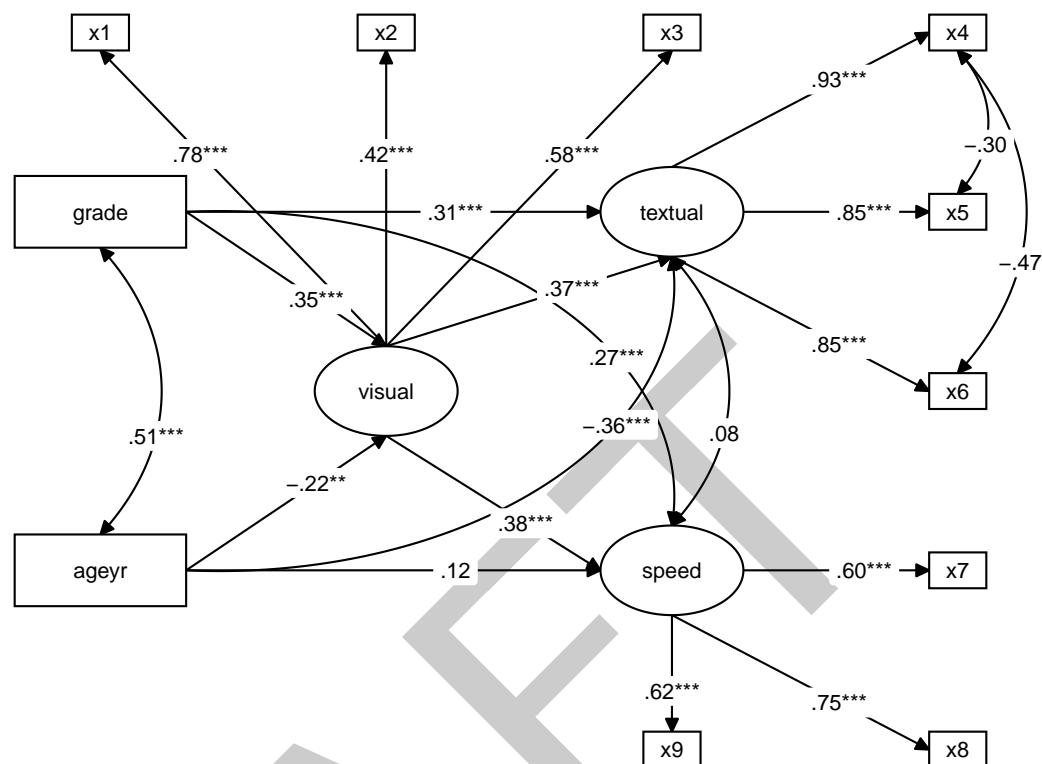 x1
x2
x3
x4
.93***
.78***
.42***
.58***
−.30
grade
.31***
textual
.85***
x5
−.47
.35***
.37***
.27***
.85***
visual
x6
.51***
−.36***
.08
−.22**
.38***
ageyr
.12
speed
.60***
x7
.62***
.75***
x9
x8